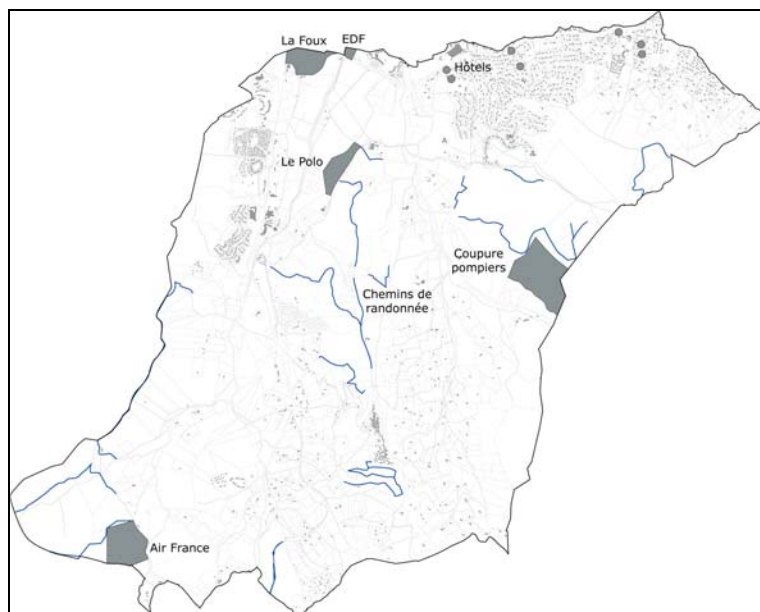 La Foux
EDF
Hôtels
Le Polo
Coupure
pompiers
Chemins de
randonnée
Air France